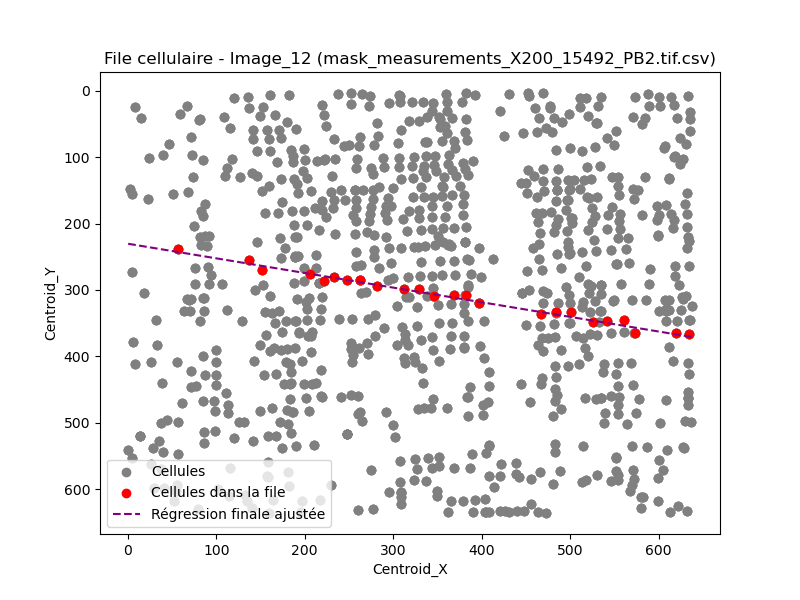 File cellulaire - Image_12 (mask_measurements_X200_15492_PB2.tif.csv)
0
100
200
300
400
500
600
Centroid_Y
Cellules
Cellules dans la file
Régression finale ajustée
0 100 200 300 400 500 600
Centroid_X